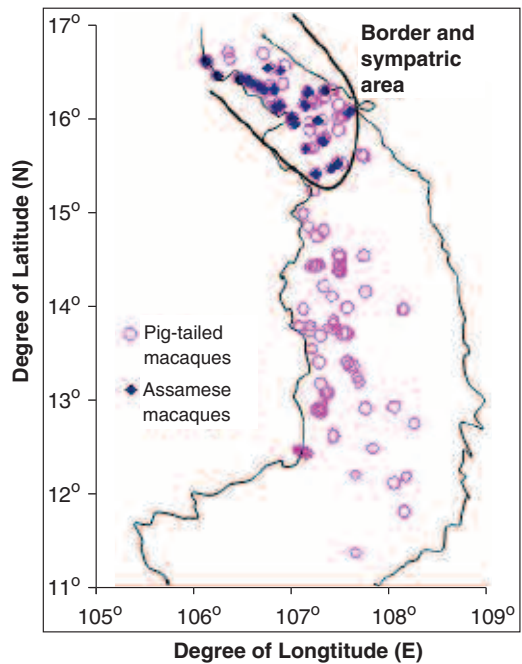 17°
Border and
sympatric
area
16°
15°
14°
13°
12°
11°
Degree of Latitude (N)
Pig-tailed
macaques
Assamese
macaques
105°
106°
107°
108°
109°
Degree of Longtitude (E)